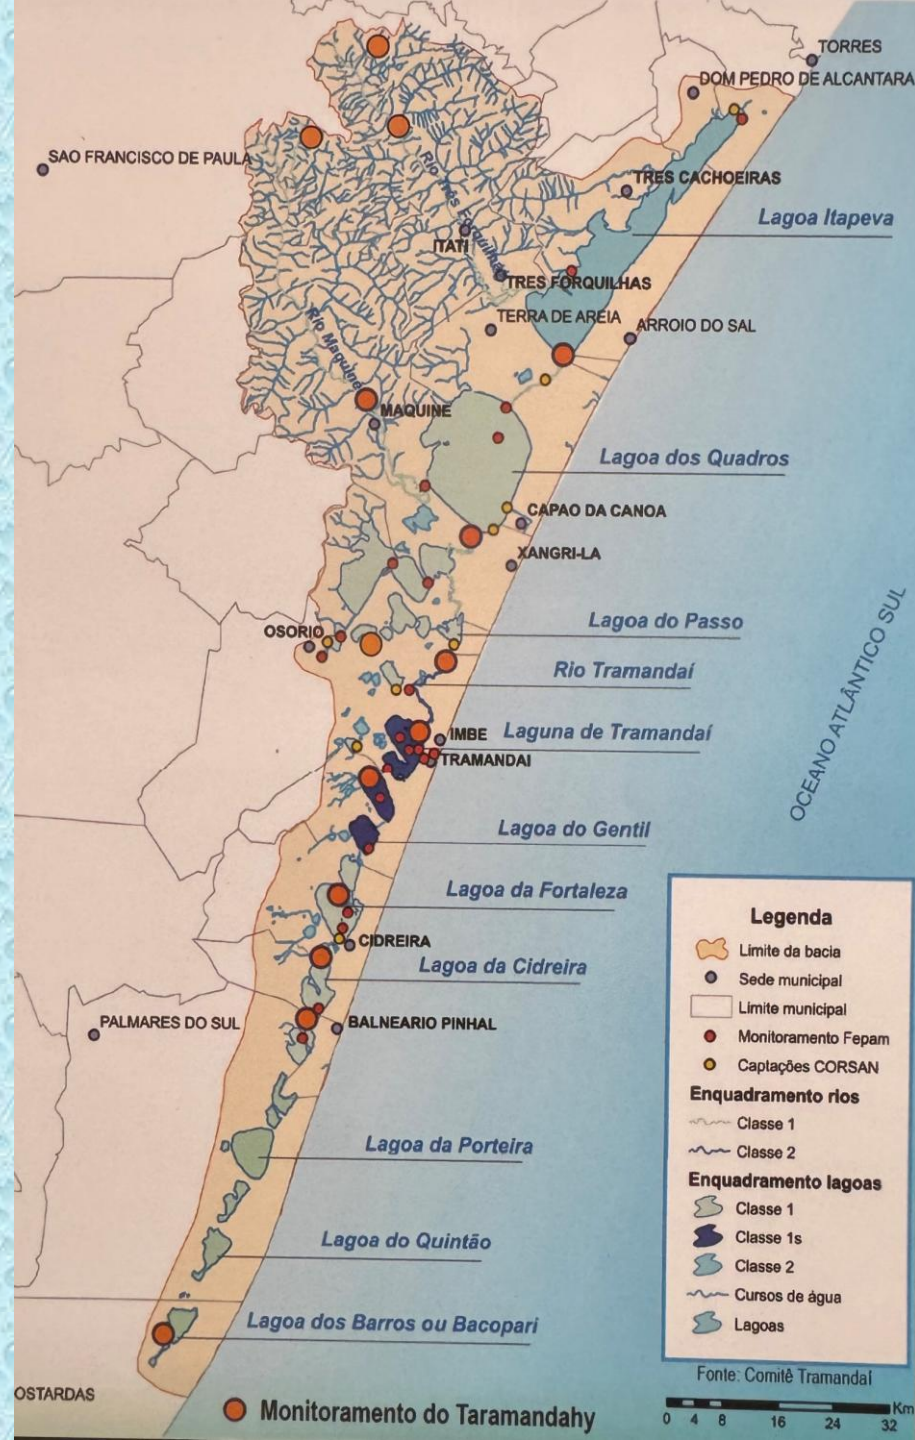 TORRES
DOM PEDRO DE ALCANTARA
SAO FRANCISCO DE PAULA
TRES CACHOEIRAS
Rio Três Forquilhas
Lagoa Itapeva
ITATI
TRES FORQUILHAS
TERRA DE AREIA
ARROIO DO SAL
Rio Maquiné
MAQUINE
Lagoa dos Quadros
CAPAO DA CANOA
XANGRI-LA
OCEANO ATLÂNTICO SUL
Lagoa do Passo
OSORIO
Rio Tramandaí
Laguna de Tramandaí
IMBE
TRAMANDAI
Lagoa do Gentil
Lagoa da Fortaleza
CIDREIRA
Lagoa da Cidreira
PALMARES DO SUL
BALNEARIO PINHAL
Lagoa da Porteira
Lagoa do Quintão
Lagoa dos Barros ou Bacopari
OSTARDAS
Monitoramento do Taramandahy
Legenda
Limite da bacia
Sede municipal
Limite municipal
Monitoramento Fepam
Captações CORSAN
Enquadramento rios
Classe 1
Classe 2
Enquadramento lagoas
Classe 1
Classe 1s
Classe 2
Cursos de água
Lagoas
Fonte: Comitê Tramandaí
Km
0 4 8 16 24 32